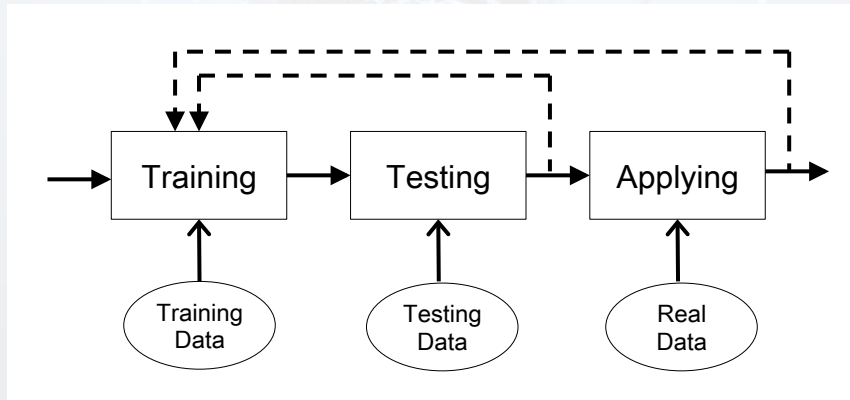 Training
Testing
Applying
Training
Data
Testing
Data
Real
Data